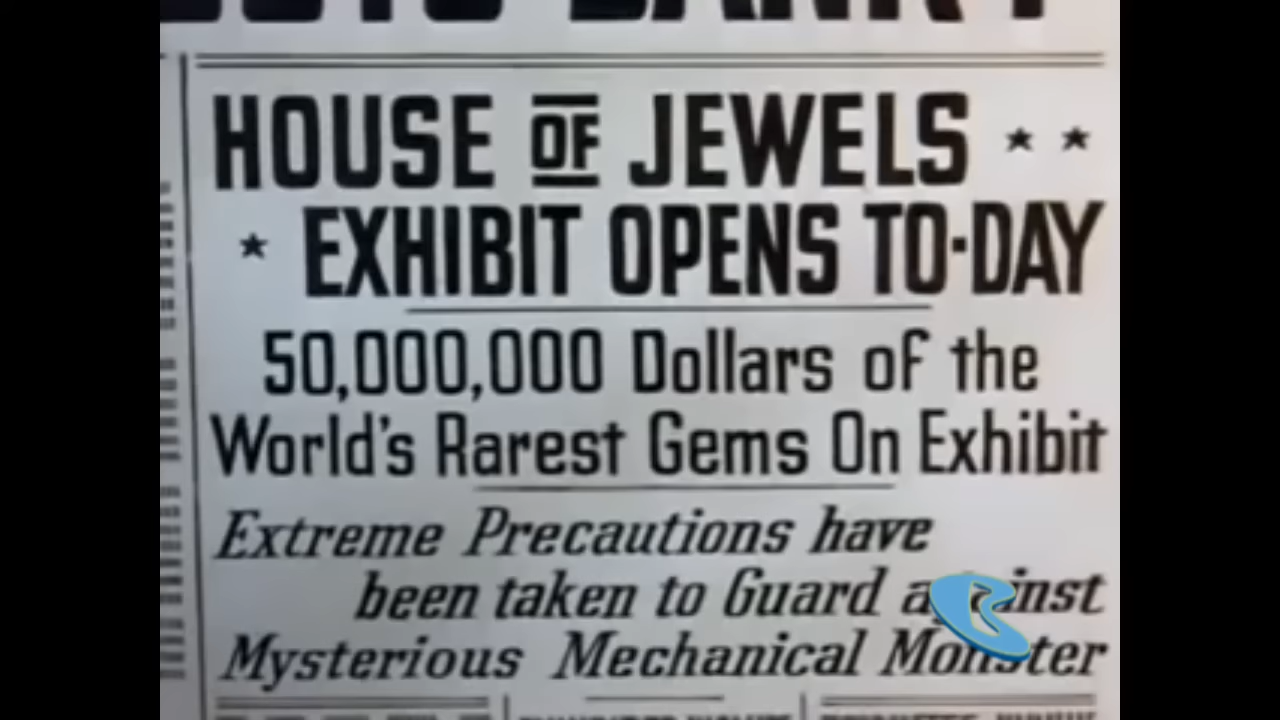 HOUSE OF JEWELS ★ ★
★ EXHIBIT OPENS TO-DAY
50,000,000 Dollars of the
World's Rarest Gems On Exhibit
Extreme Precautions have
been taken to Guard against
Mysterious Mechanical Monster